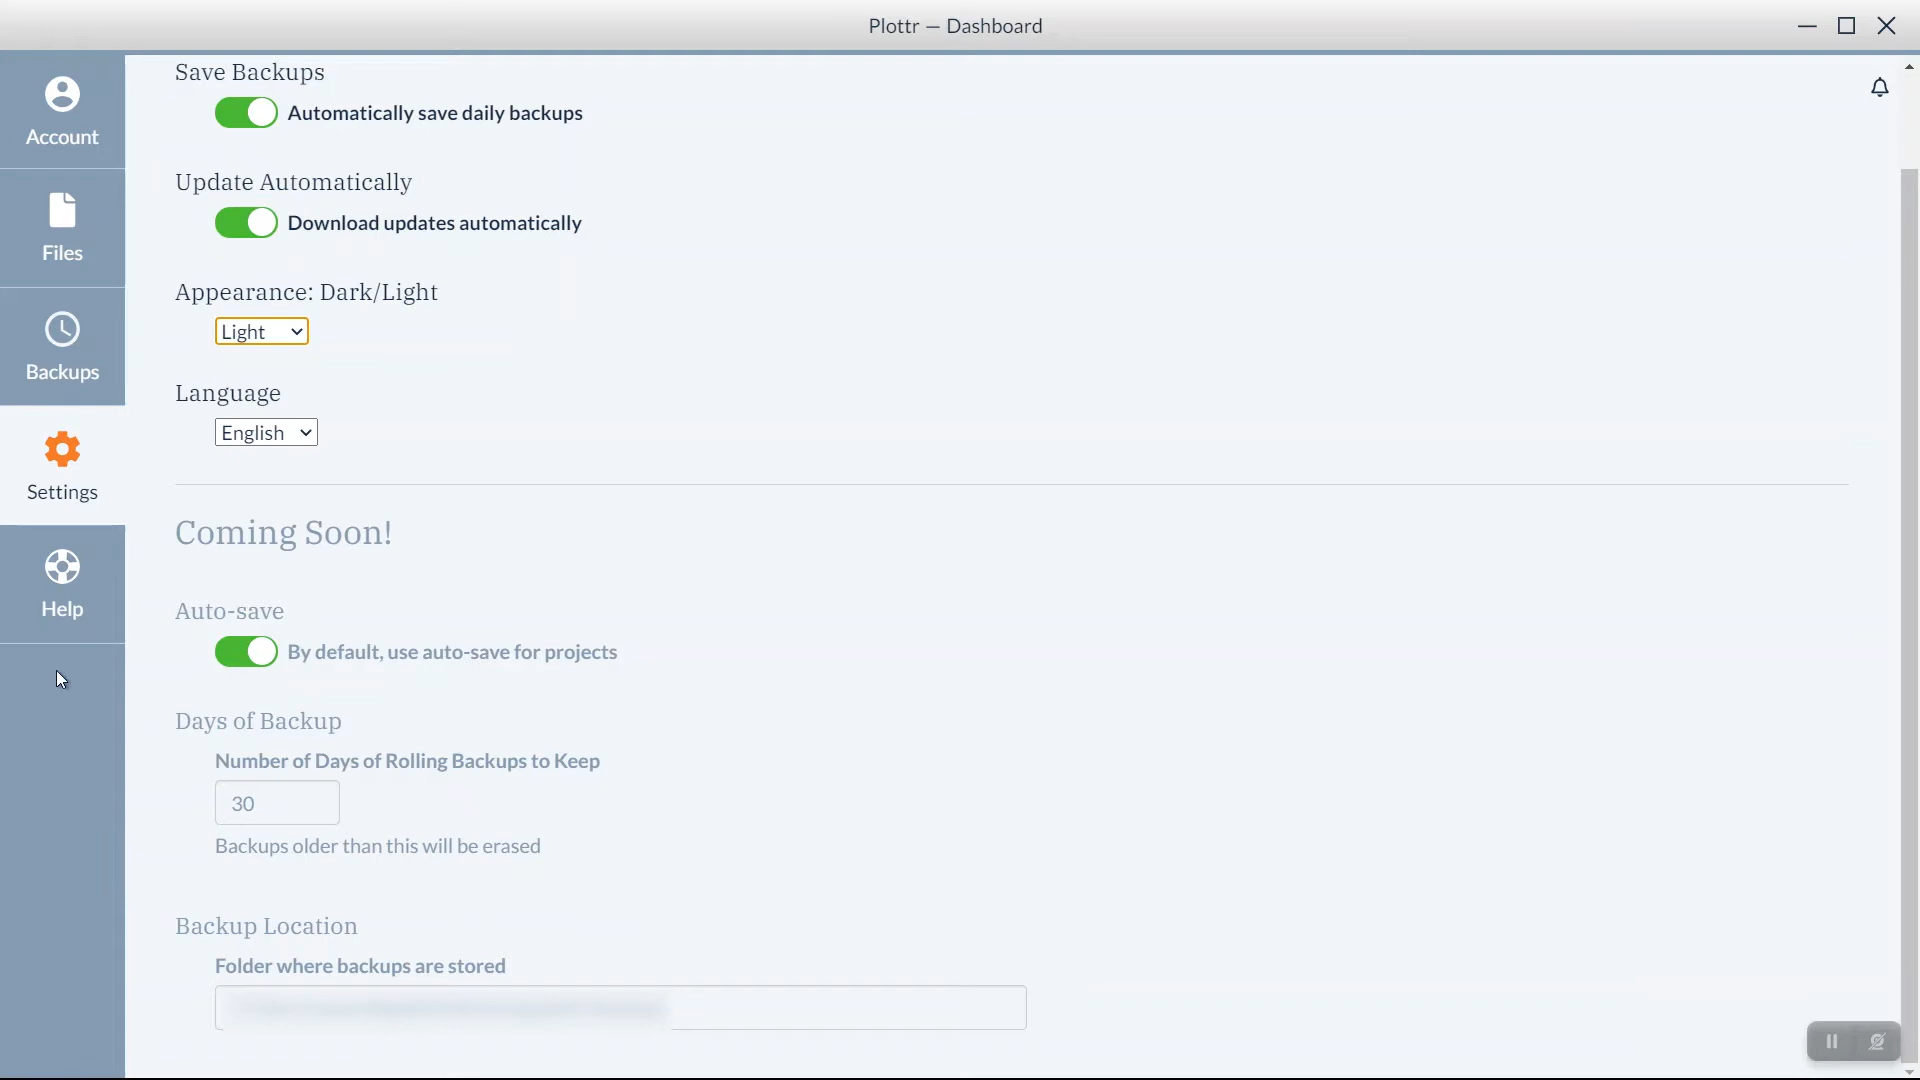 Plottr — Dashboard
Save Backups
Automatically save daily backups
Account
Update Automatically
Download updates automatically
Files
Appearance: Dark/Light
Light
Backups
Language
English
Settings
Coming Soon!
Help
Auto-save
By default, use auto-save for projects
Days of Backup
Number of Days of Rolling Backups to Keep
30
Backups older than this will be erased
Backup Location
Folder where backups are stored